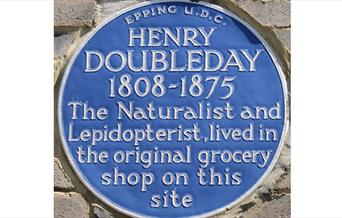 EPPING U.D.C.
HENRY
DOUBLEDAY
1808-1875
The Naturalist and
Lepidopterist, lived in
the original grocery
shop on this
site